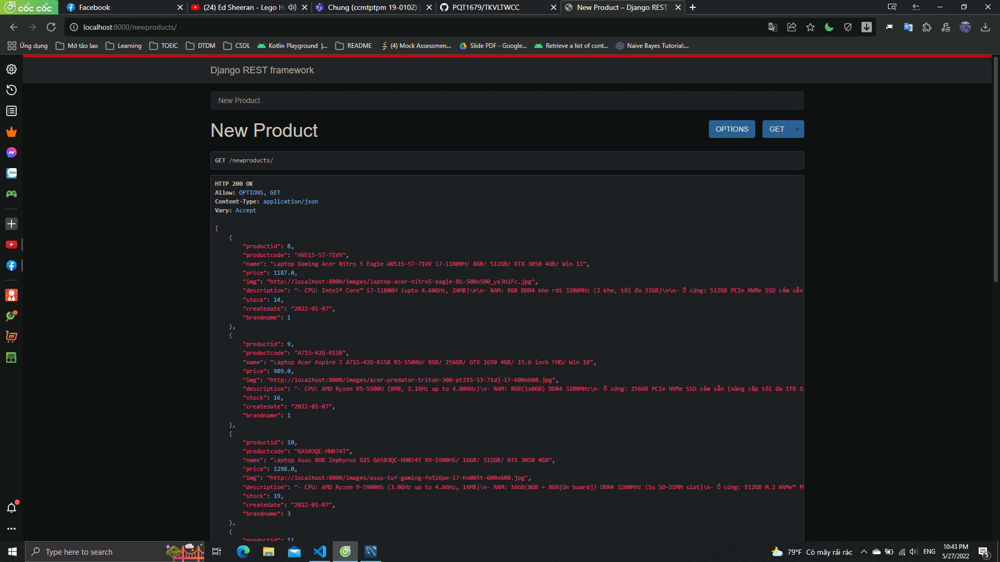 cốc cốc
Facebook
(24) Ed Sheeran - Lego H
Chung (ccmtptpm 19-0102) |
PQT1679/TKVLTWCC
New Product – Django REST
localhost:8000/newproducts/
Ứng dụng
Mớ tào lao
Learning
TOEIC
DTDM
CSDL
Kotlin Playground |...
README
(4) Mock Assessmen...
Slide PDF - Google...
Retrieve a list of cont...
Naive Bayes Tutorial:...
Django REST framework
New Product
New Product
OPTIONS
GET
GET /newproducts/
HTTP 200 OK
Allow: OPTIONS, GET
Content-Type: application/json
Vary: Accept
[
{
"productid": 8,
"productcode": "AN515-57-71VV",
"name": "Laptop Gaming Acer Nitro 5 Eagle AN515-57-71VV i7-11800H/ 8GB/ 512GB/ RTX 3050 4GB/ Win 11",
"price": 1187.0,
"img": "http://localhost:8000/images/laptop-acer-nitro5-eagle-01-500x500_ya3hlFc.jpg",
"description": "- CPU: Intel® Core™ i7-11800H (upto 4.60GHz, 24MB)\n\n- RAM: 8GB DDR4 khe rời 3200MHz (2 khe, tối đa 32GB)\n\n- Ổ cứng: 512GB PCIe NVMe SSD cắm sẵn
"stock": 14,
"createdate": "2022-01-07",
"brandname": 1
},
{
"productid": 9,
"productcode": "A715-42G-R1SB",
"name": "Laptop Acer Aspire 7 A715-42G-R1SB R5-5500U/ 8GB/ 256GB/ GTX 1650 4GB/ 15.6 inch FHD/ Win 10",
"price": 989.0,
"img": "http://localhost:8000/images/acer-predator-triton-300-pt315-53-71dj-i7-600x600.jpg",
"description": "- CPU: AMD Ryzen R5-5500U (8MB, 2.1GHz up to 4.00GHz)\n- RAM: 8GB(1x8GB) DDR4 3200MHz\n- Ổ cứng: 256GB PCIe NVMe SSD cắm sẵn (nâng cấp tối đa 1TB
"stock": 16,
"createdate": "2022-01-07",
"brandname": 1
},
{
"productid": 10,
"productcode": "GA503QC-HN074T",
"name": "Laptop Asus ROG Zephyrus G15 GA503QC-HN074T R9-5900HS/ 16GB/ 512GB/ RTX 3050 4GB",
"price": 1298.0,
"img": "http://localhost:8000/images/asus-tuf-gaming-fx516pe-i7-hn005t-600x600.jpg",
"description": "- CPU: AMD Ryzen 9-5900HS (3.0GHz up to 4.6GHz, 16MB)\n- RAM: 16GB(8GB + 8GB[On board]) DDR4 3200MHz (1x SO-DIMM slot)\n- Ổ cứng: 512GB M.2 NVMe™
"stock": 19,
"createdate": "2022-01-07",
"brandname": 3
},
{
"productid": 11
Zalo
6.6
Type here to search
79°F Có mây rải rác
ENG
10:43 PM
5/27/2022
5